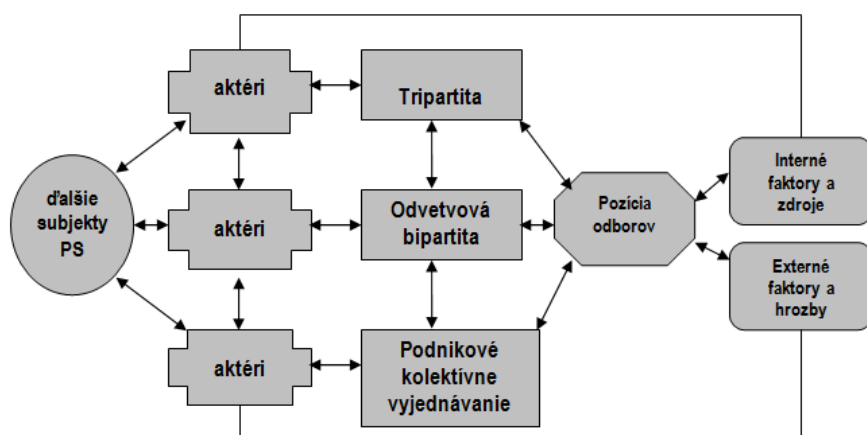 aktéri
Tripartita
ďalšie
subjekty
PS
aktéri
Odvetvová
bipartita
Pozícia
odborov
Interné
faktory a
zdroje
Externé
faktory a
hrozby
aktéri
Podnikové
kolektívne
vyjednávanie